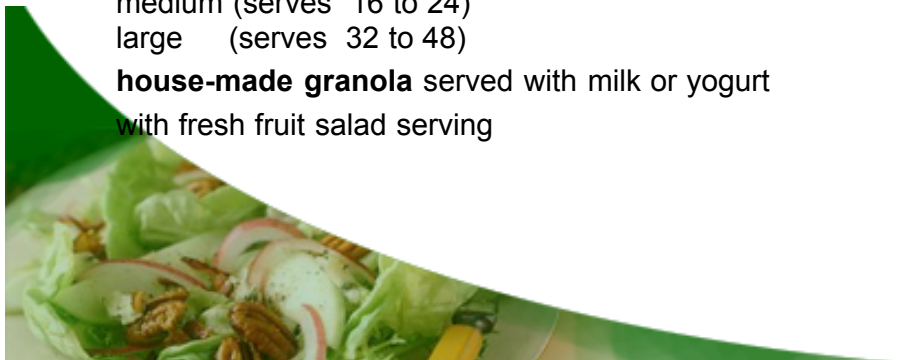 medium (serves 16 to 24)
large (serves 32 to 48)
house-made granola served with milk or yogurt
with fresh fruit salad serving